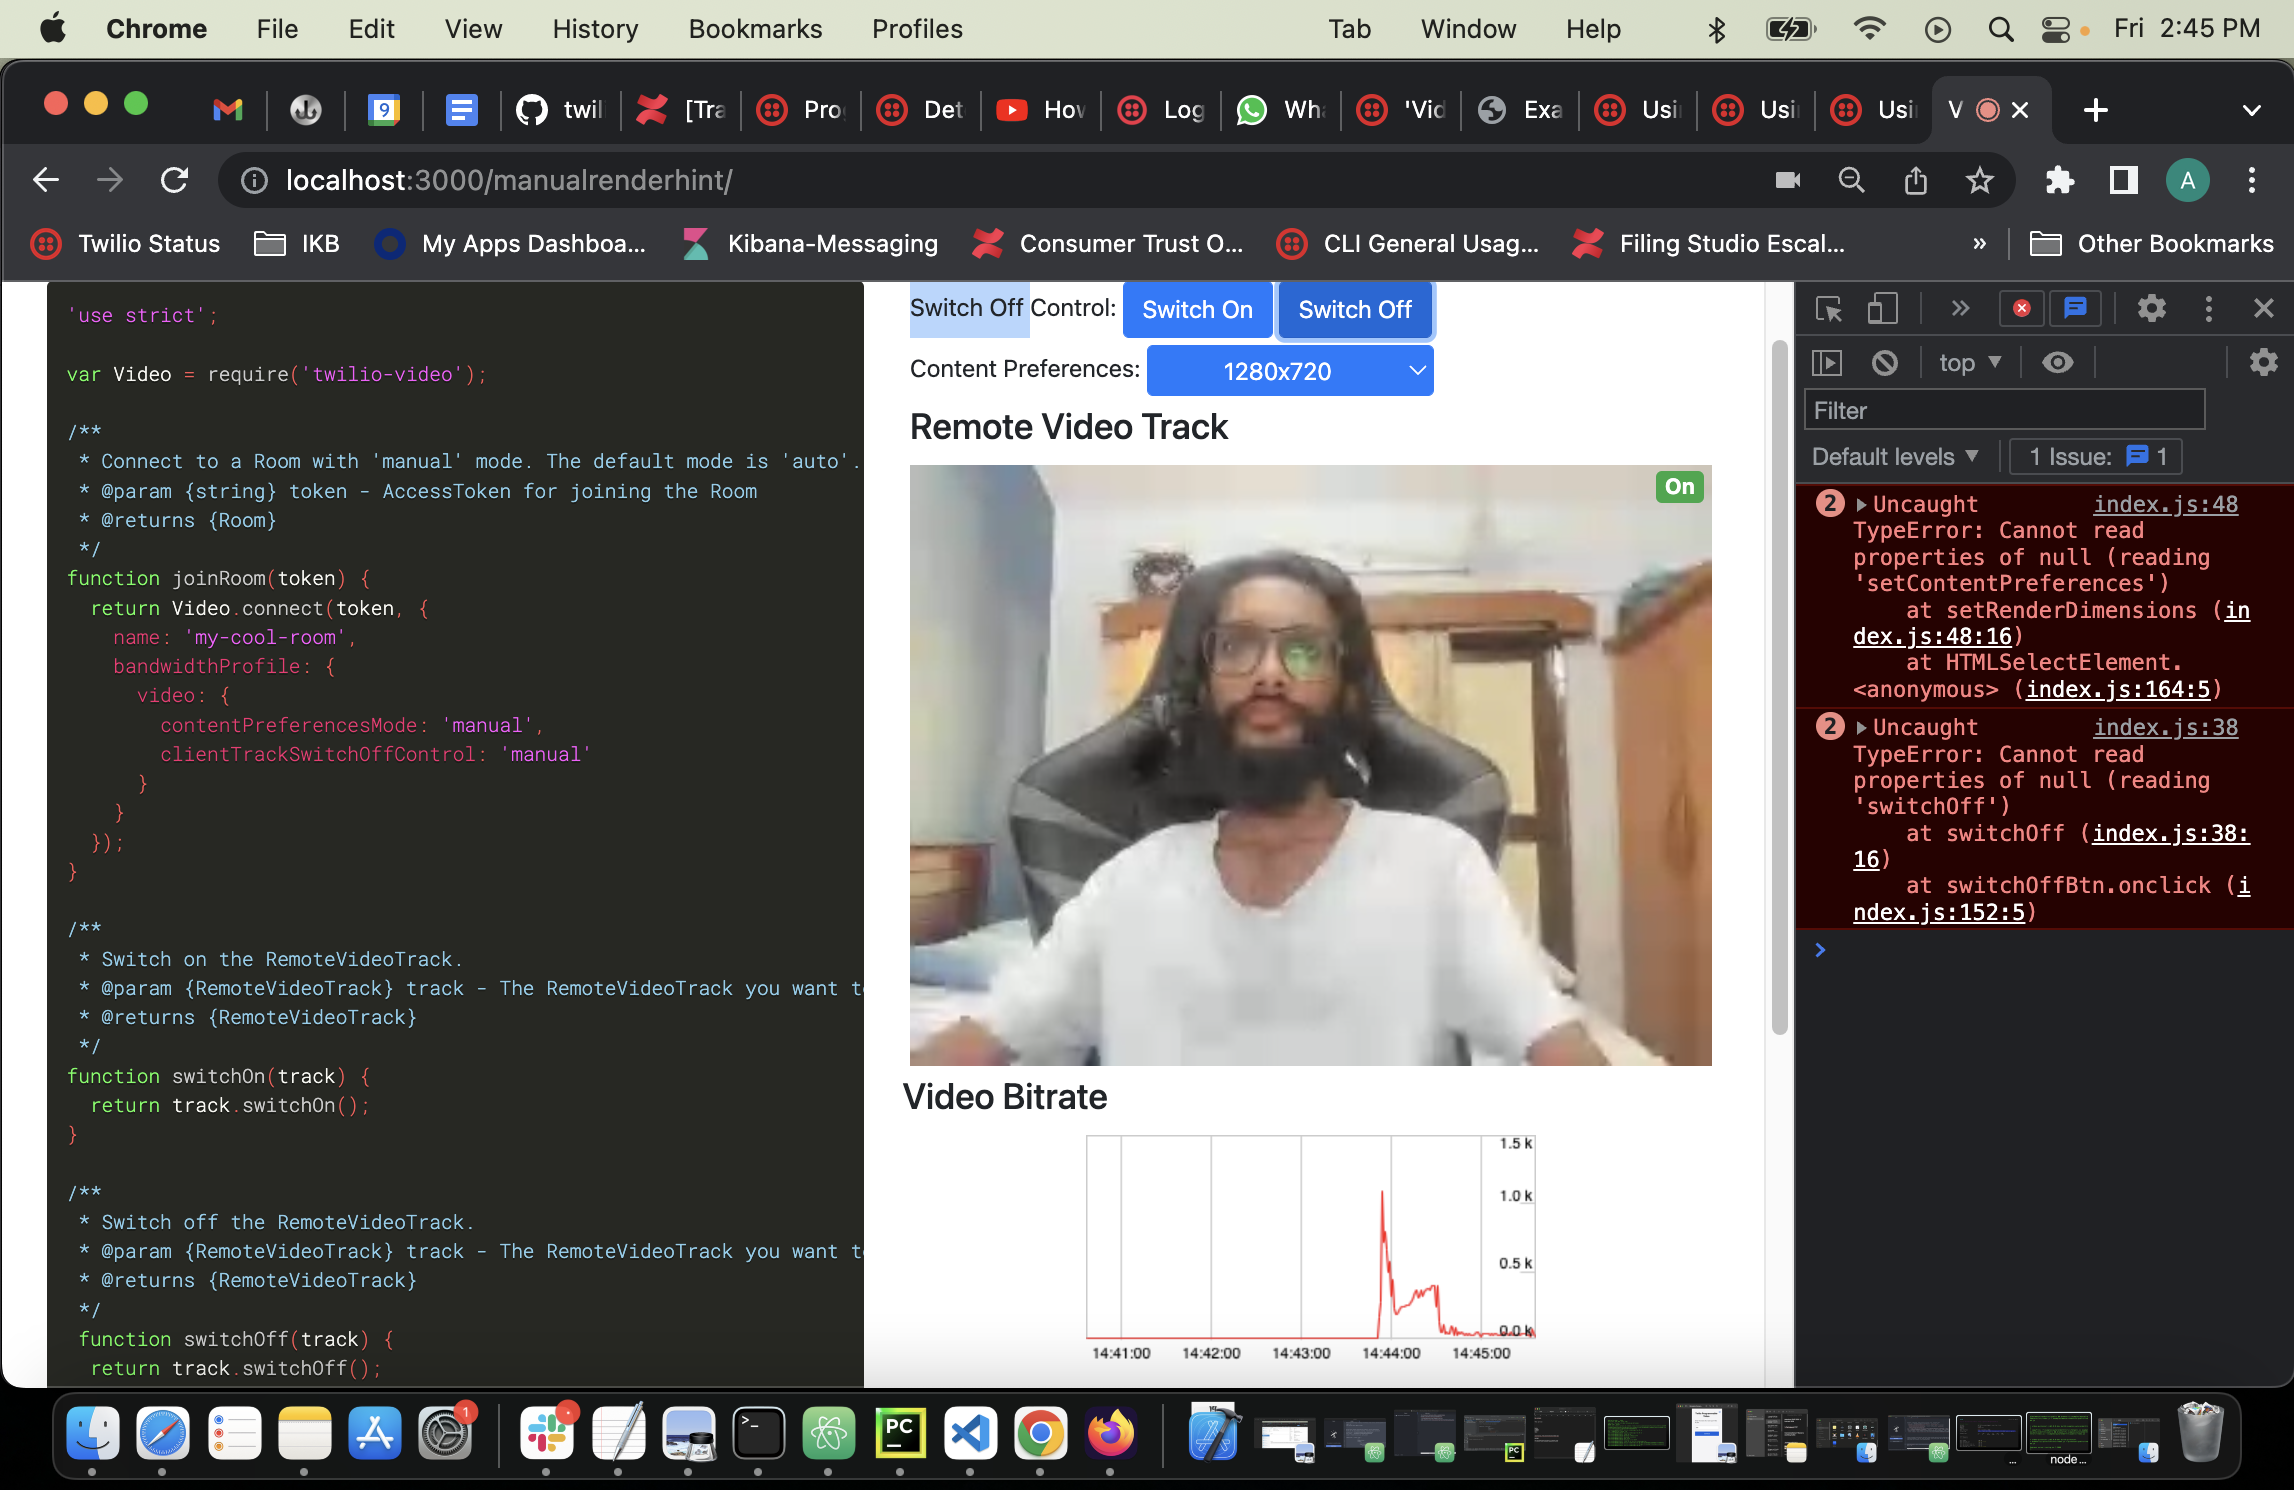 Chrome File Edit View History Bookmarks Profiles Tab Window Help Fri 2:45 PM
9 twil [Tra Pro Det How Log Wha 'Vid Exa Usi Usi Usi V
localhost:3000/manualrenderhint/ A
Twilio Status IKB My Apps Dashboa... Kibana-Messaging Consumer Trust O... CLI General Usag... Filing Studio Escal... » Other Bookmarks
'use strict';
var Video = require('twilio-video');
/**
* Connect to a Room with 'manual' mode. The default mode is 'auto'.
* @param {string} token - AccessToken for joining the Room
* @returns {Room}
*/
function joinRoom(token) {
return Video.connect(token, {
name: 'my-cool-room',
bandwidthProfile: {
video: {
contentPreferencesMode: 'manual',
clientTrackSwitchOffControl: 'manual'
}
}
});
}
/**
* Switch on the RemoteVideoTrack.
* @param {RemoteVideoTrack} track - The RemoteVideoTrack you want t
* @returns {RemoteVideoTrack}
*/
function switchOn(track) {
return track.switchOn();
}
/**
* Switch off the RemoteVideoTrack.
* @param {RemoteVideoTrack} track - The RemoteVideoTrack you want t
* @returns {RemoteVideoTrack}
*/
function switchOff(track) {
return track.switchOff();
Switch Off Control: Switch On Switch Off
Content Preferences: 1280x720
Remote Video Track
On
Video Bitrate
1.5 k
1.0 k
0.5 k
0.0 k
14:41:00 14:42:00 14:43:00 14:44:00 14:45:00
top
Filter
Default levels 1 Issue: 1
2 Uncaught index.js:48
TypeError: Cannot read
properties of null (reading
'setContentPreferences')
at setRenderDimensions (in
dex.js:48:16)
at HTMLSelectElement.
<anonymous> (index.js:164:5)
2 Uncaught index.js:38
TypeError: Cannot read
properties of null (reading
'switchOff')
at switchOff (index.js:38:
16)
at switchOffBtn.onclick (i
ndex.js:152:5)
1
PC
PC
... node...